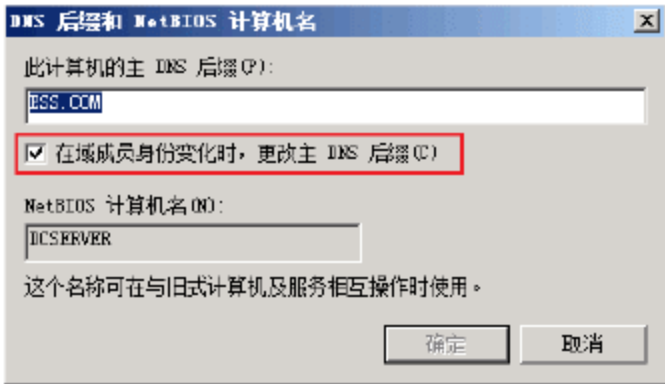 DNS 后缀和 NetBIOS 计算机名
此计算机的主 DNS 后缀(P):
BSS.COM
在域成员身份变化时，更改主 DNS 后缀(C)
NetBIOS 计算机名(N):
DCSERVER
这个名称可在与旧式计算机及服务相互操作时使用。
确定
取消